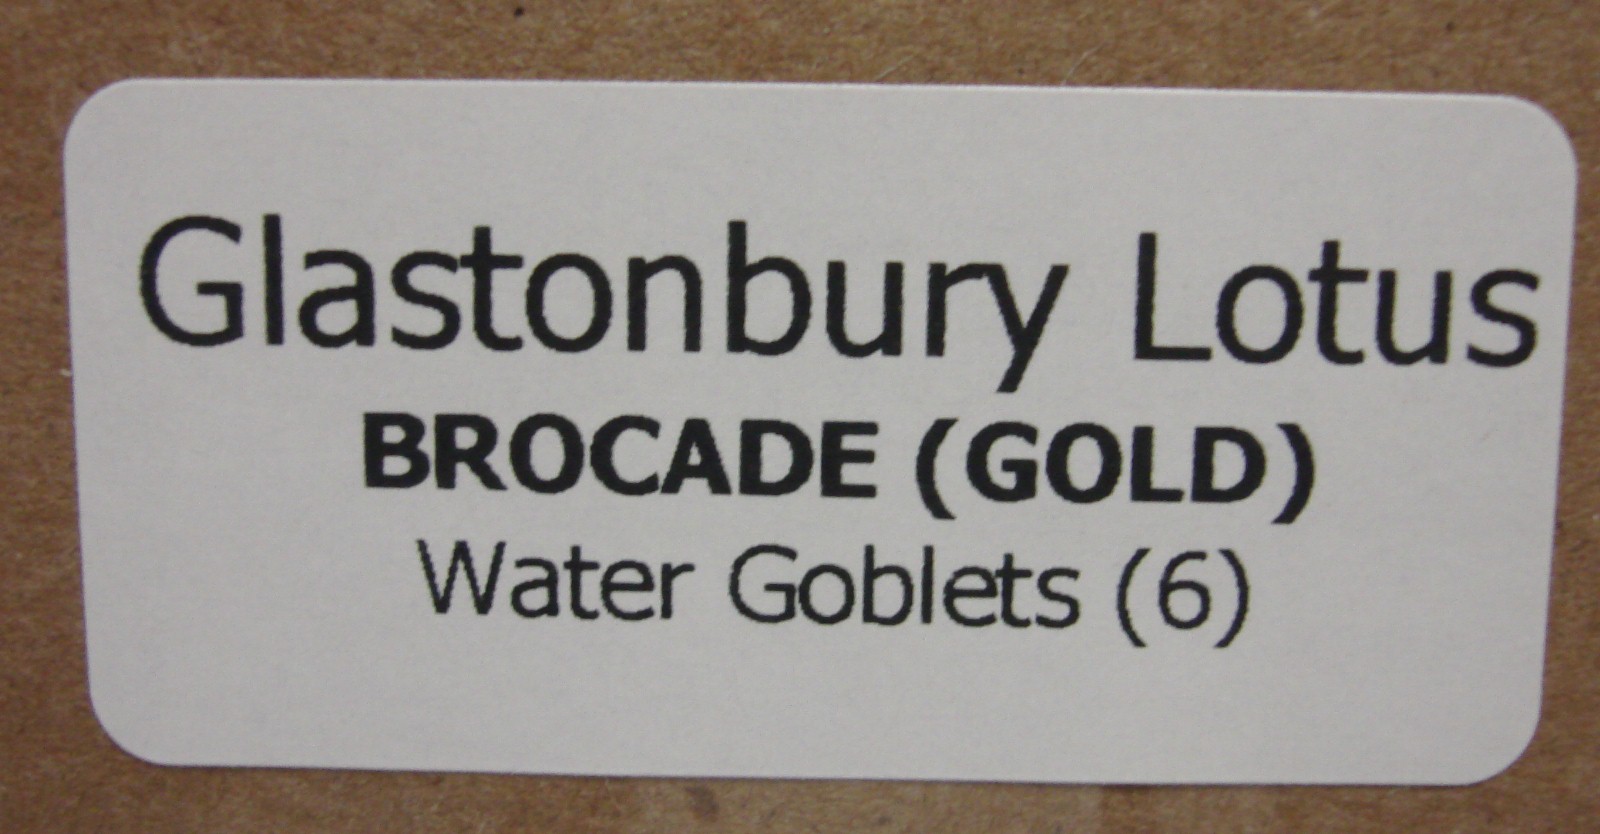 Glastonbury Lotus
BROCADE (GOLD)
Water Goblets (6)